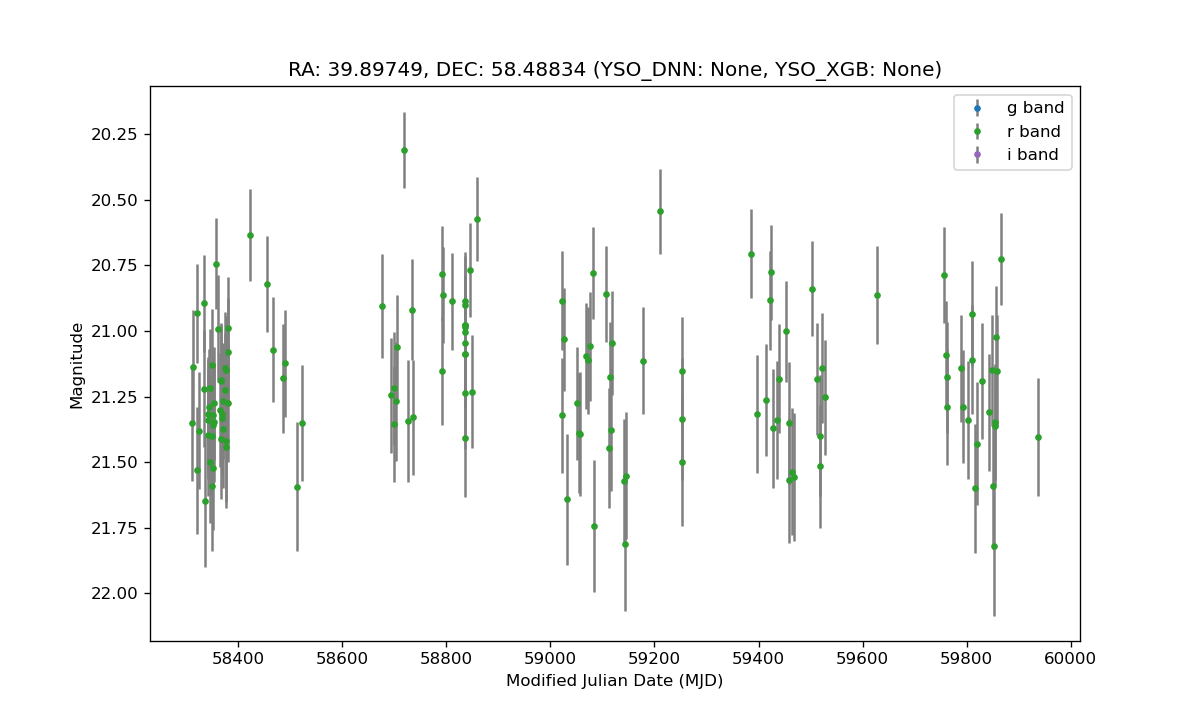 RA: 39.89749, DEC: 58.48834 (YSO_DNN: None, YSO_XGB: None)
g band
r band
i band
20.25
20.50
20.75
21.00
21.25
21.50
21.75
22.00
Magnitude
58400 58600 58800 59000 59200 59400 59600 59800 60000
Modified Julian Date (MJD)